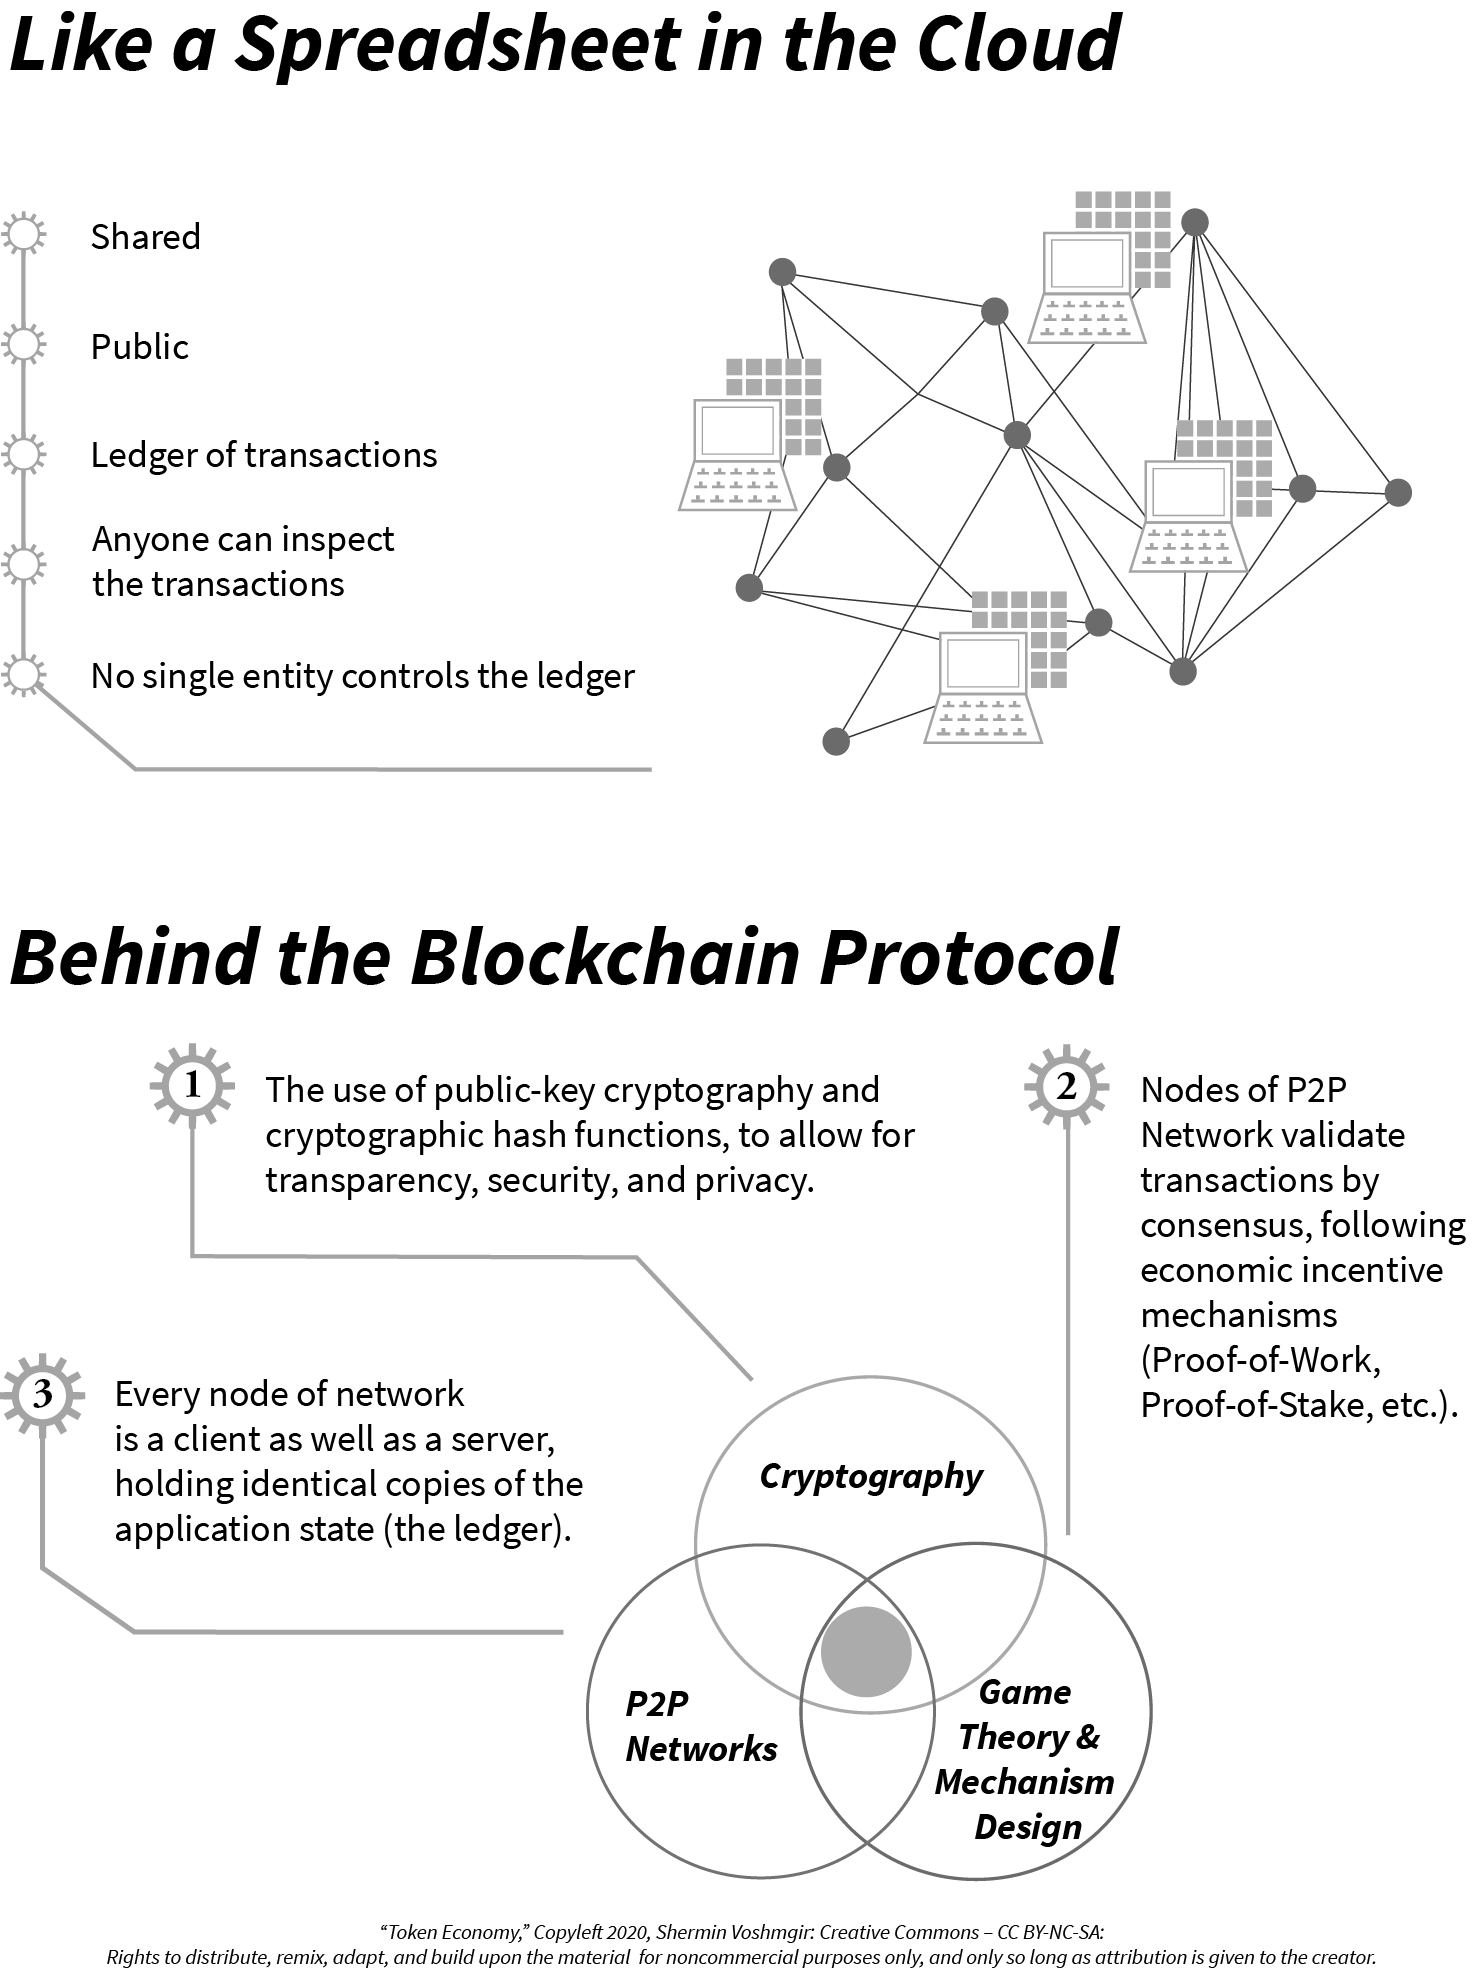 Like a Spreadsheet in the Cloud
Shared
Public
Ledger of transactions
Anyone can inspect
the transactions
No single entity controls the ledger
Behind the Blockchain Protocol
1
The use of public-key cryptography and
cryptographic hash functions, to allow for
transparency, security, and privacy.
2
Nodes of P2P
Network validate
transactions by
consensus, following
economic incentive
mechanisms
(Proof-of-Work,
Proof-of-Stake, etc.).
3
Every node of network
is a client as well as a server,
holding identical copies of the
application state (the ledger).
Cryptography
P2P
Networks
Game
Theory &
Mechanism
Design
“Token Economy,” Copyleft 2020, Shermin Voshmgir: Creative Commons – CC BY-NC-SA:
Rights to distribute, remix, adapt, and build upon the material for noncommercial purposes only, and only so long as attribution is given to the creator.